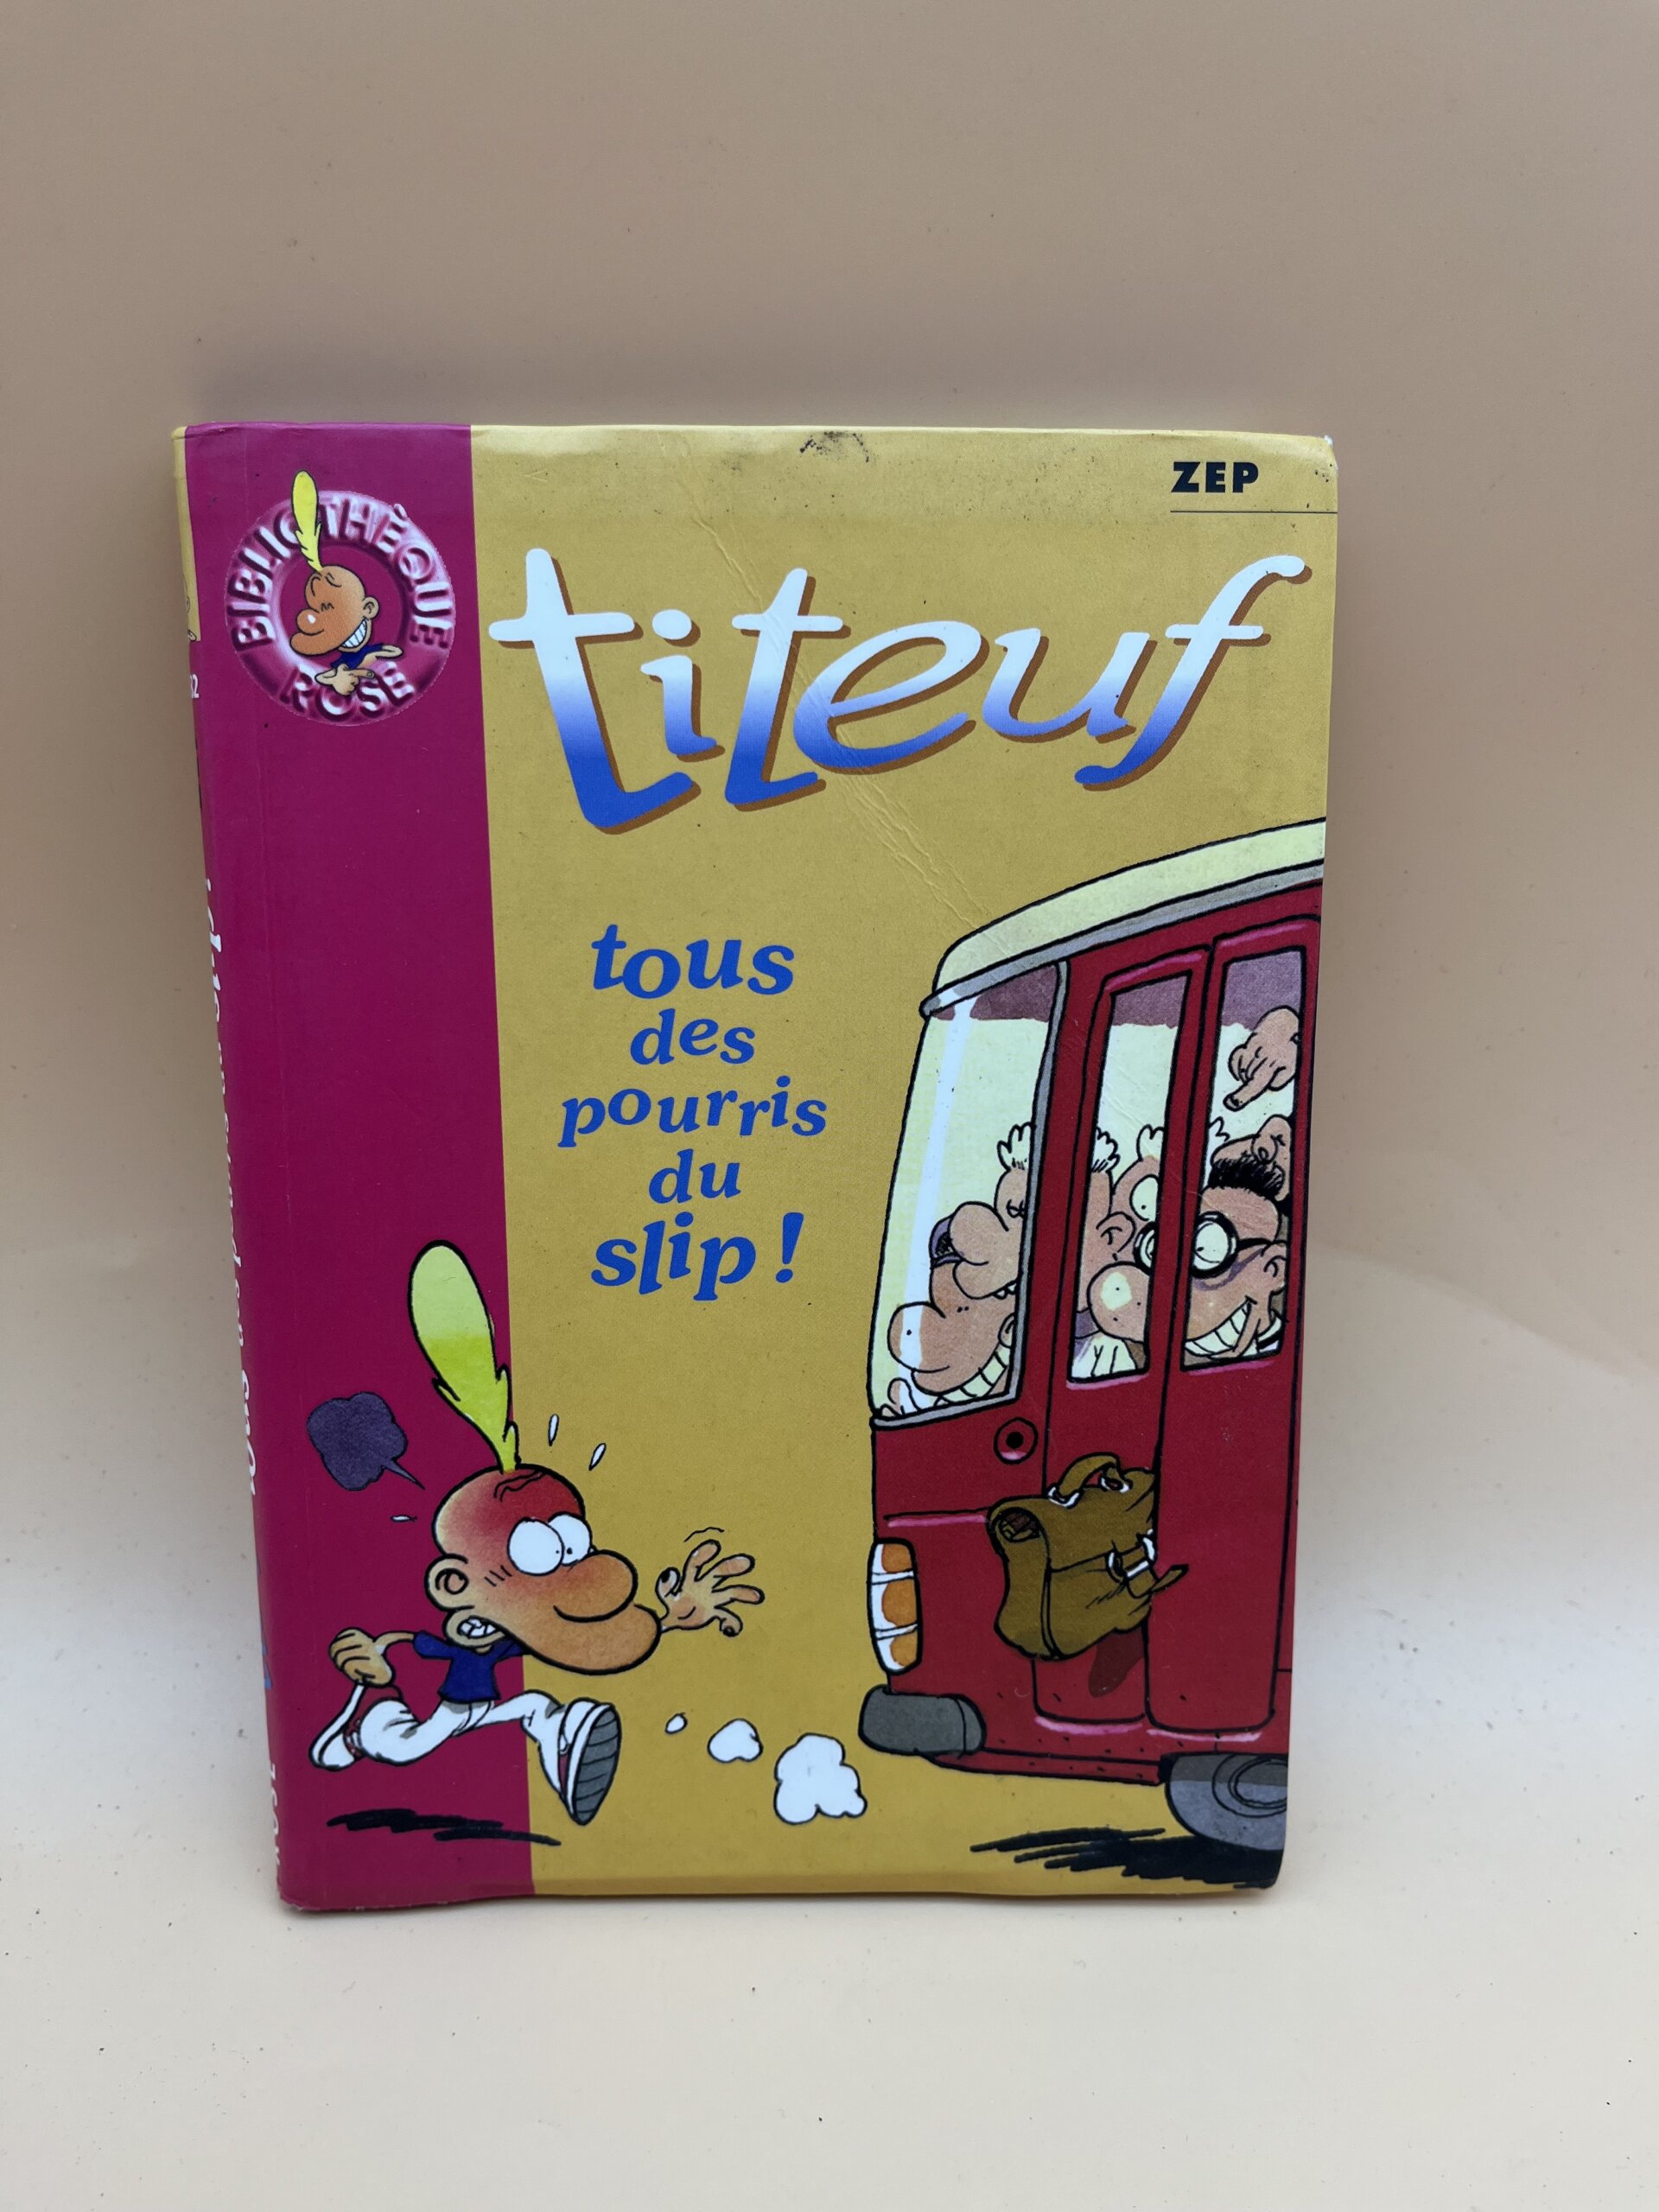 BIBLIOTHÈQUE
ROSE
ZEP
titeuf
tous
des
pourris
du
slip !